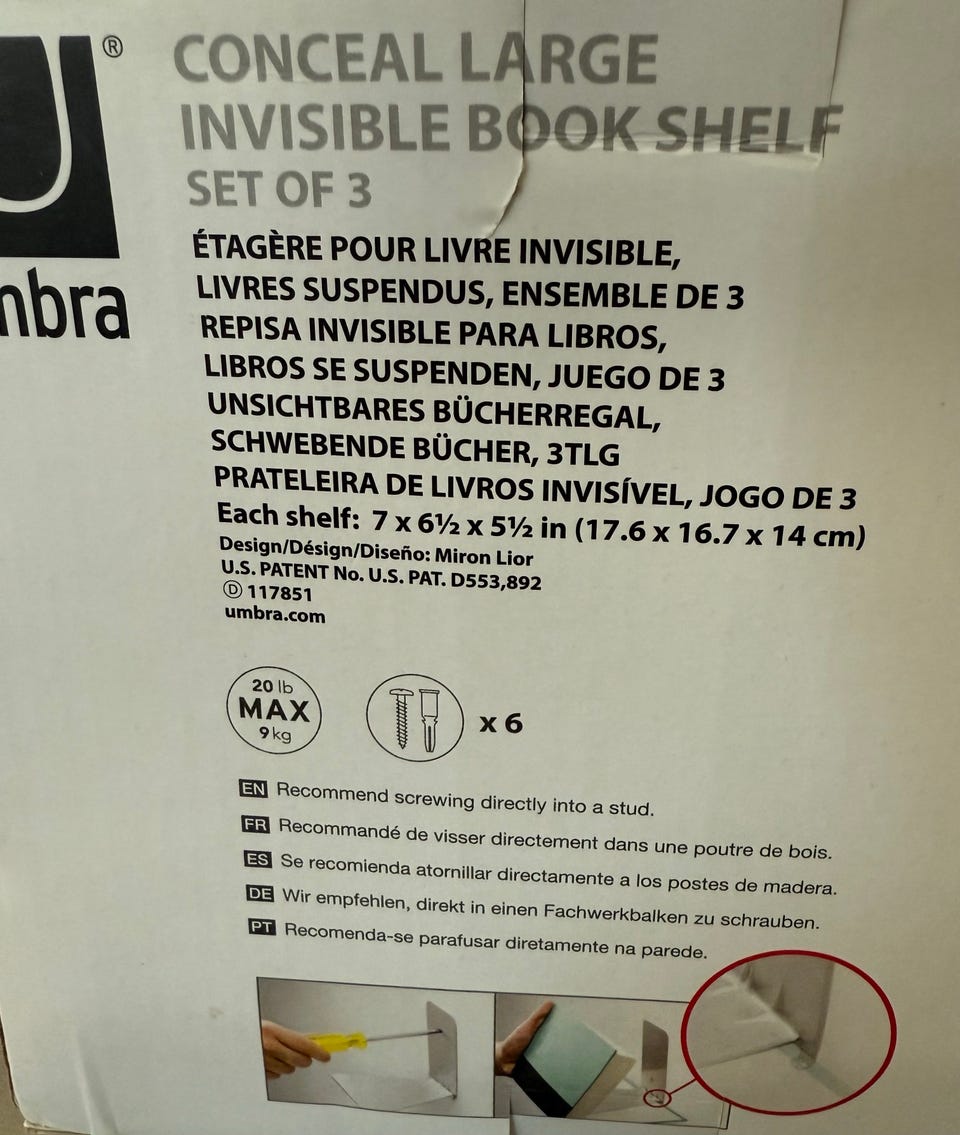 ®
CONCEAL LARGE
INVISIBLE BOOK SHELF
SET OF 3
mbra
ÉTAGÈRE POUR LIVRE INVISIBLE,
LIVRES SUSPENDUS, ENSEMBLE DE 3
REPISA INVISIBLE PARA LIBROS,
LIBROS SE SUSPENDEN, JUEGO DE 3
UNSICHTBARES BÜCHERREGAL,
SCHWEBENDE BÜCHER, 3TLG
PRATELEIRA DE LIVROS INVISÍVEL, JOGO DE 3
Each shelf: 7 x 6½ x 5½ in (17.6 x 16.7 x 14 cm)
Design/Désign/Diseño: Miron Lior
U.S. PATENT No. U.S. PAT. D553,892
Ⓓ 117851
umbra.com
20 lb
MAX
9 kg
x 6
EN Recommend screwing directly into a stud.
FR Recommandé de visser directement dans une poutre de bois.
ES Se recomienda atornillar directamente a los postes de madera.
DE Wir empfehlen, direkt in einen Fachwerkbalken zu schrauben.
PT Recomenda-se parafusar diretamente na parede.